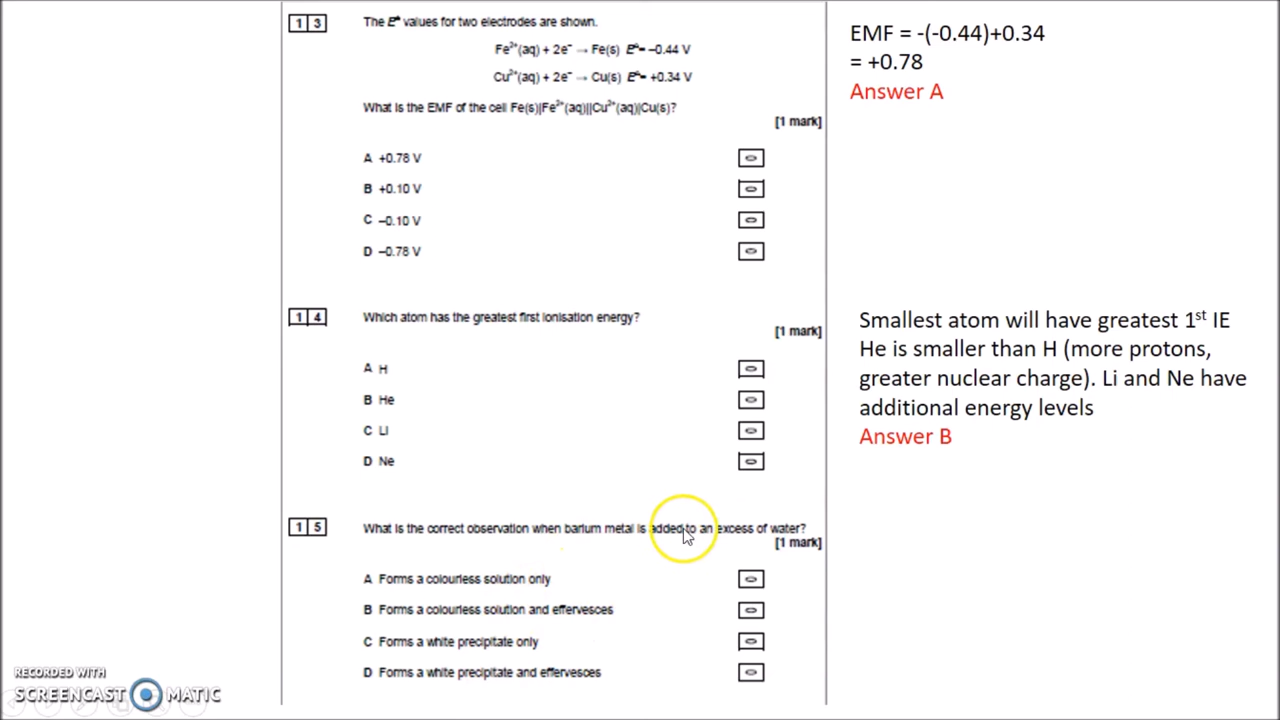 1 3 The E⦵ values for two electrodes are shown.
Fe²⁺(aq) + 2e⁻ → Fe(s) E⦵= –0.44 V
Cu²⁺(aq) + 2e⁻ → Cu(s) E⦵= +0.34 V
What is the EMF of the cell Fe(s)|Fe²⁺(aq)||Cu²⁺(aq)|Cu(s)?
[1 mark]
A +0.78 V
B +0.10 V
C –0.10 V
D –0.78 V
EMF = -(-0.44)+0.34
= +0.78
Answer A
1 4 Which atom has the greatest first ionisation energy?
[1 mark]
A H
B He
C Li
D Ne
Smallest atom will have greatest 1ˢᵗ IE
He is smaller than H (more protons,
greater nuclear charge). Li and Ne have
additional energy levels
Answer B
1 5 What is the correct observation when barium metal is added to an excess of water?
[1 mark]
A Forms a colourless solution only
B Forms a colourless solution and effervesces
C Forms a white precipitate only
D Forms a white precipitate and effervesces
RECORDED WITH
SCREENCAST MATIC